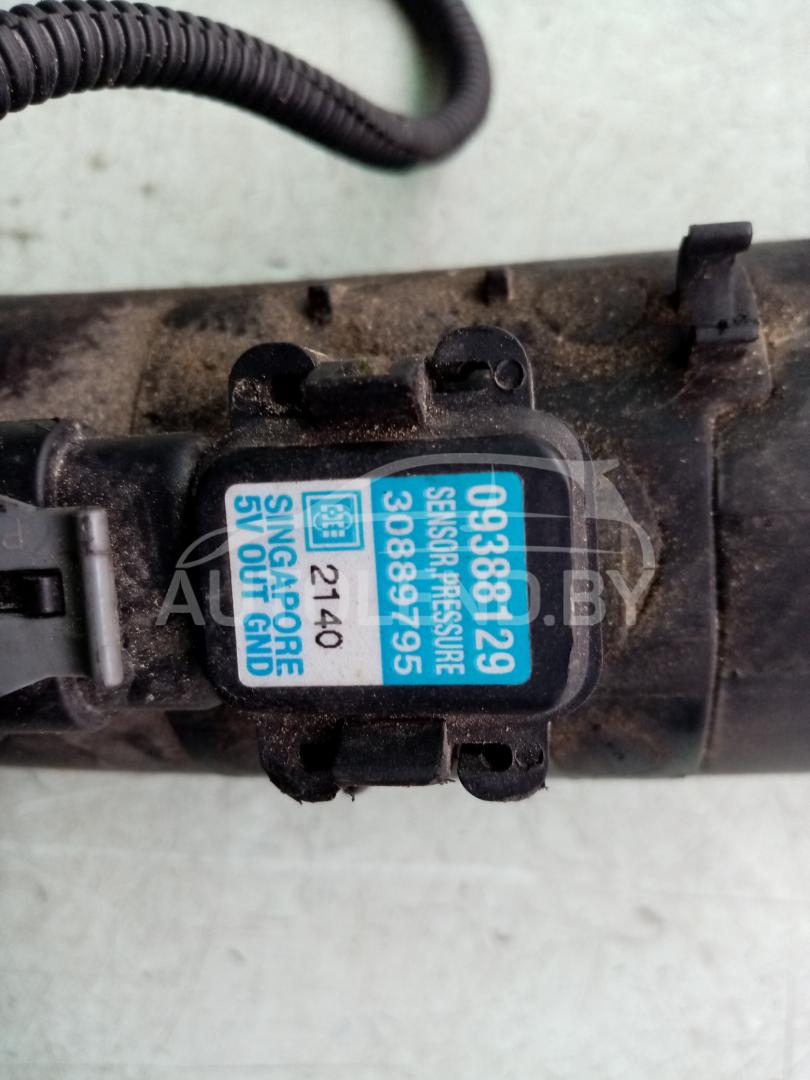 09388129
SENSOR,PRESSURE
30889795
2140
SINGAPORE
5V OUT GND
AUTOLEND.BY